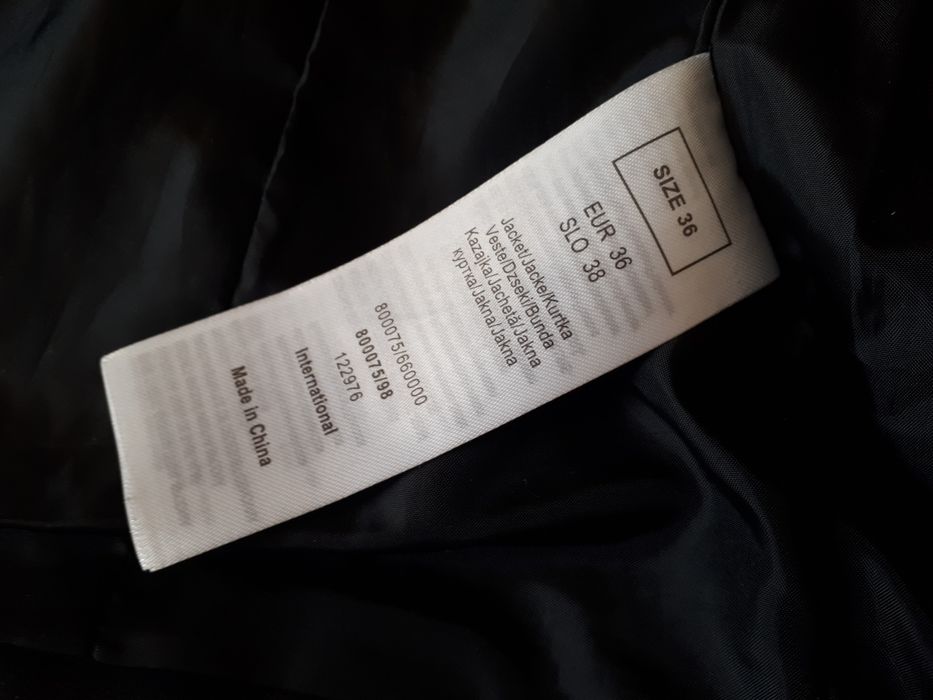 SIZE 36
EUR 36
SLO 38
Jacket/Jacke/Kurtka
Veste/Dzseki/Bunda
Kazajka/Jachetă/Jakna
куртка/Jakna/Jakna
800075/660000
800075/98
122976
International
Made in China